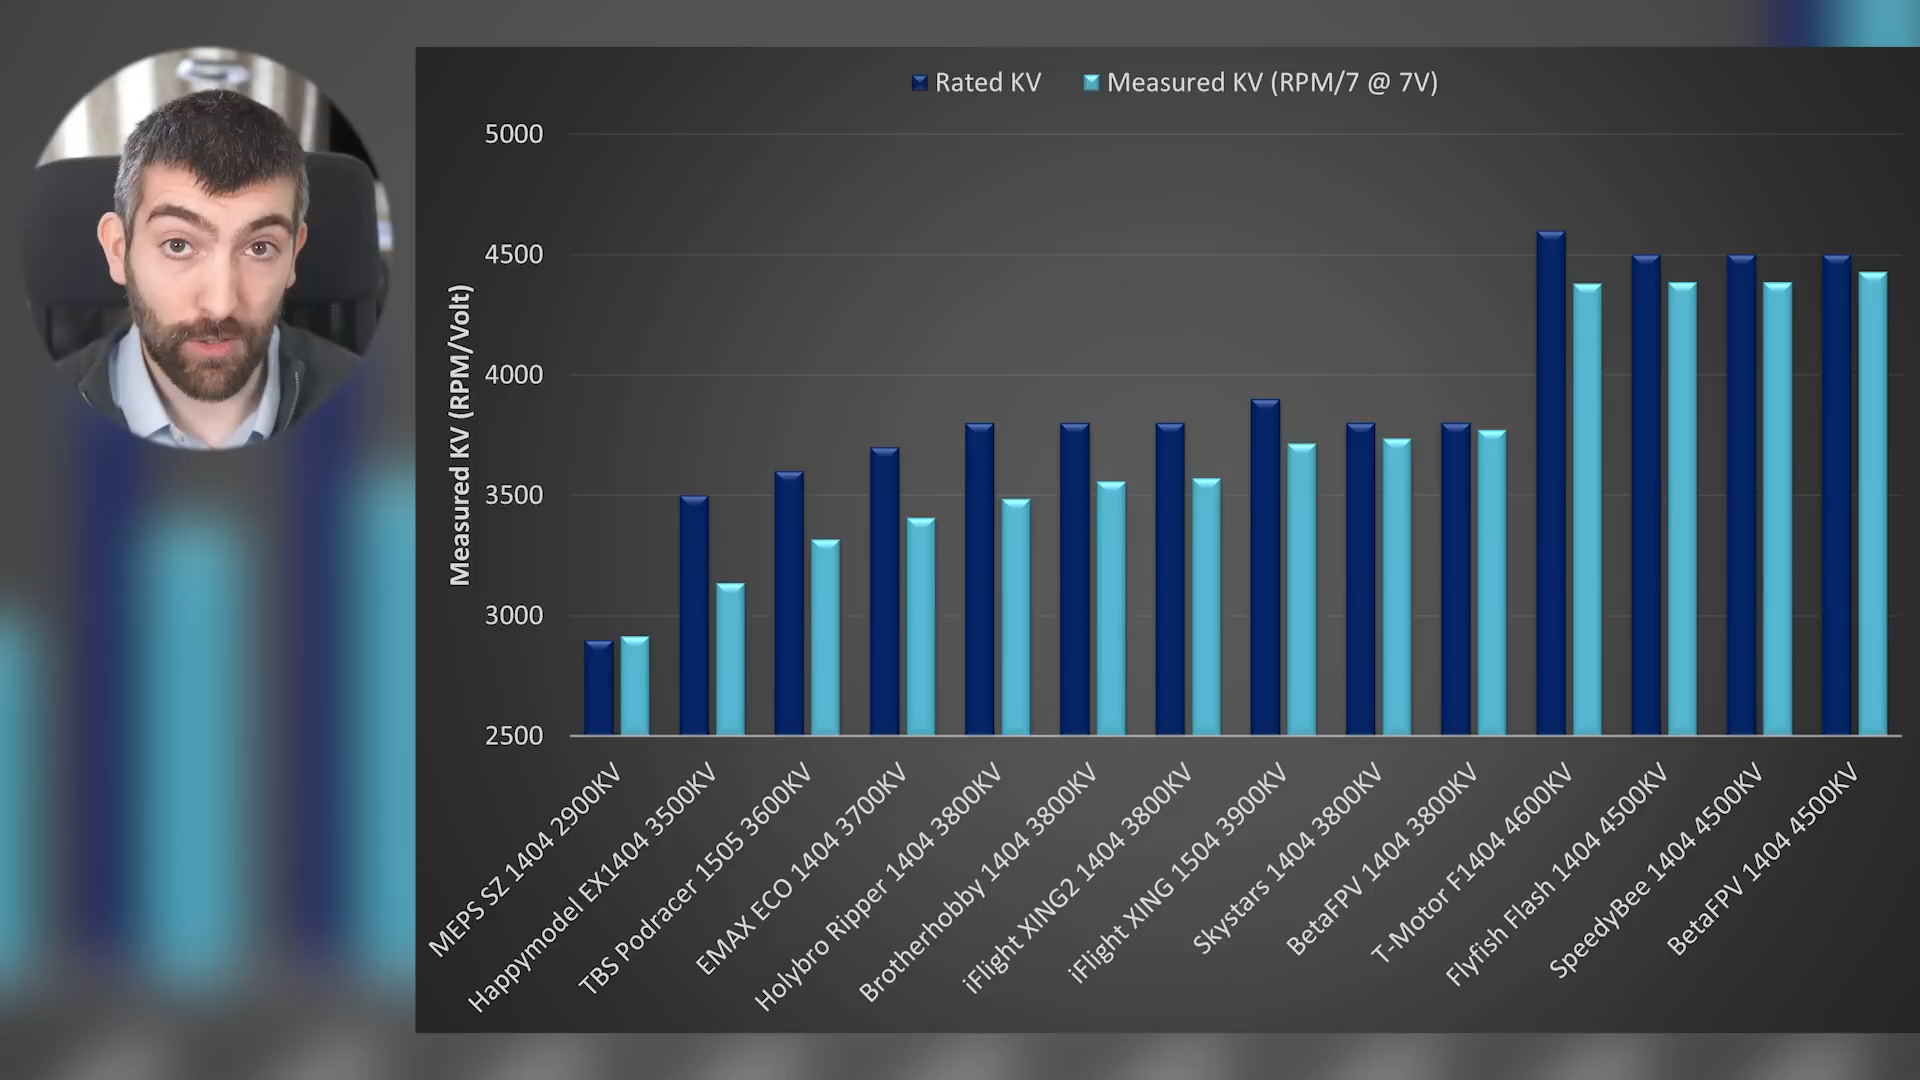 Rated KV
Measured KV (RPM/7 @ 7V)
Measured KV (RPM/Volt)
5000
4500
4000
3500
3000
2500
MEPS SZ 1404 2900KV
Happymodel EX1404 3500KV
TBS Podracer 1505 3600KV
EMAX ECO 1404 3700KV
Holybro Ripper 1404 3800KV
Brotherhobby 1404 3800KV
iFlight XING2 1404 3800KV
iFlight XING 1504 3900KV
Skystars 1404 3800KV
BetaFPV 1404 3800KV
T-Motor F1404 4600KV
Flyfish Flash 1404 4500KV
SpeedyBee 1404 4500KV
BetaFPV 1404 4500KV